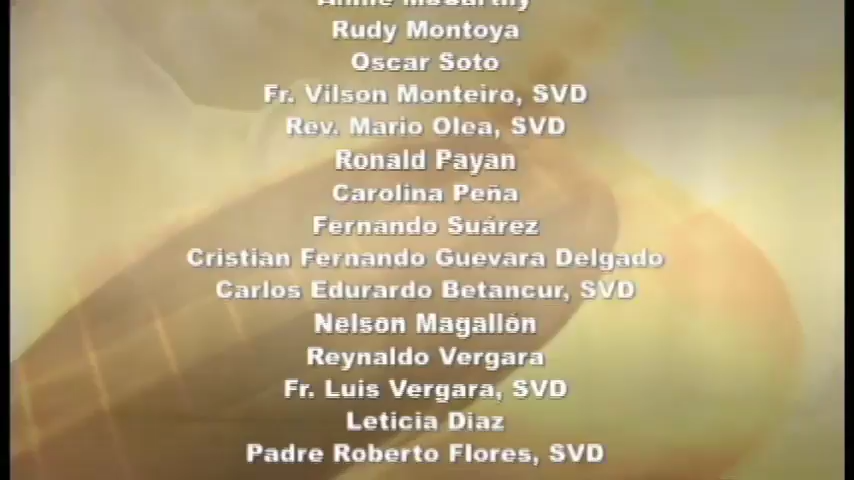 Rudy Montoya
Oscar Soto
Fr. Vilson Monteiro, SVD
Rev. Mario Olea, SVD
Ronald Payan
Carolina Peña
Fernando Suárez
Cristian Fernando Guevara Delgado
Carlos Edurardo Betancur, SVD
Nelson Magallón
Reynaldo Vergara
Fr. Luis Vergara, SVD
Leticia Diaz
Padre Roberto Flores, SVD